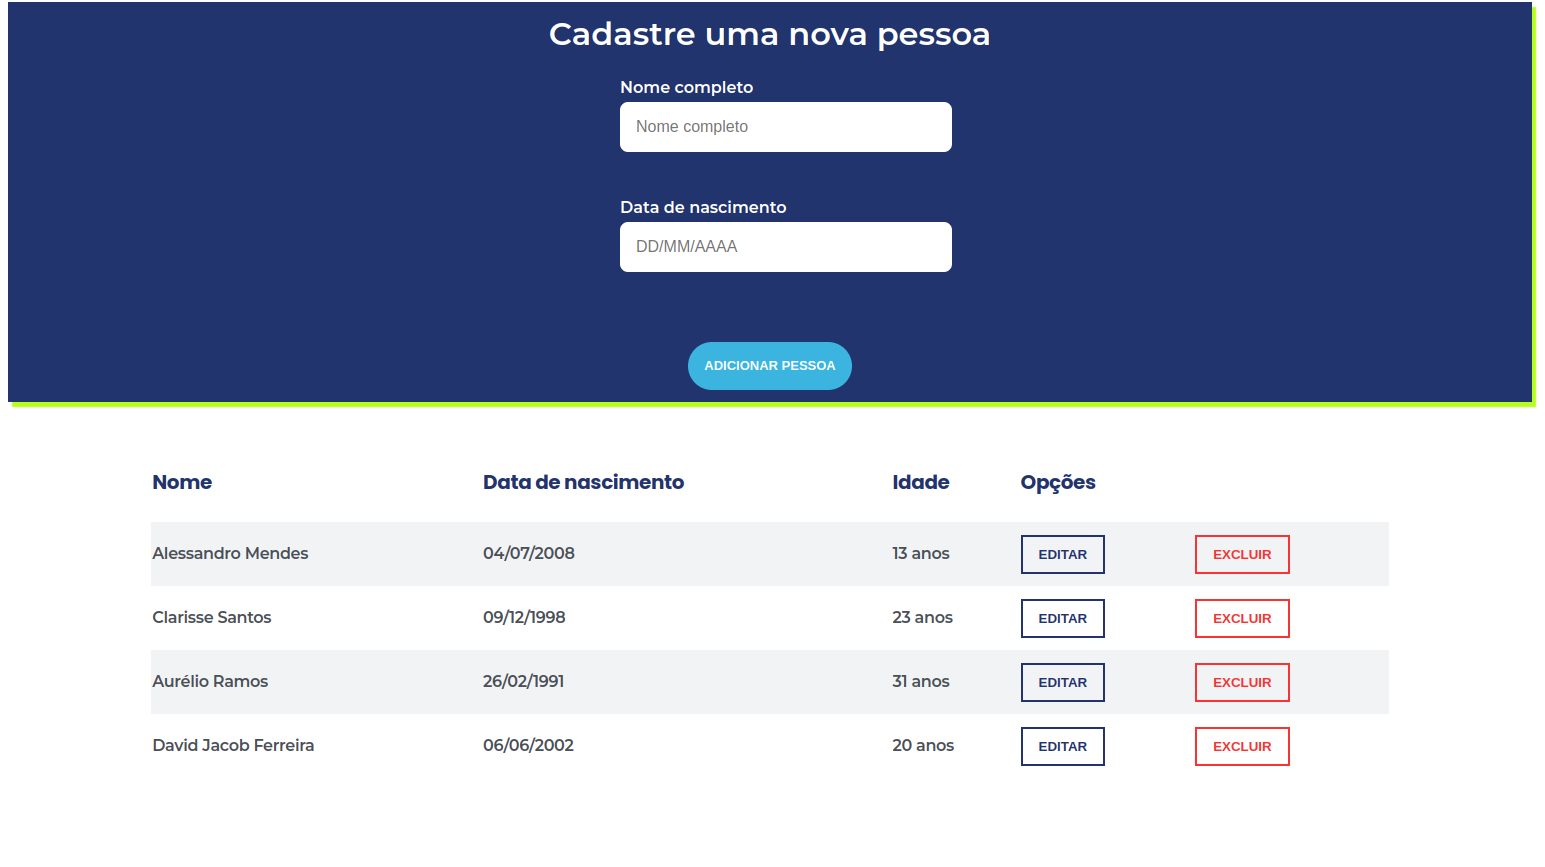 Cadastre uma nova pessoa
Nome completo
Nome completo
Data de nascimento
DD/MM/AAAA
ADICIONAR PESSOA
Nome Data de nascimento Idade Opções
Alessandro Mendes 04/07/2008 13 anos EDITAR EXCLUIR
Clarisse Santos 09/12/1998 23 anos EDITAR EXCLUIR
Aurélio Ramos 26/02/1991 31 anos EDITAR EXCLUIR
David Jacob Ferreira 06/06/2002 20 anos EDITAR EXCLUIR